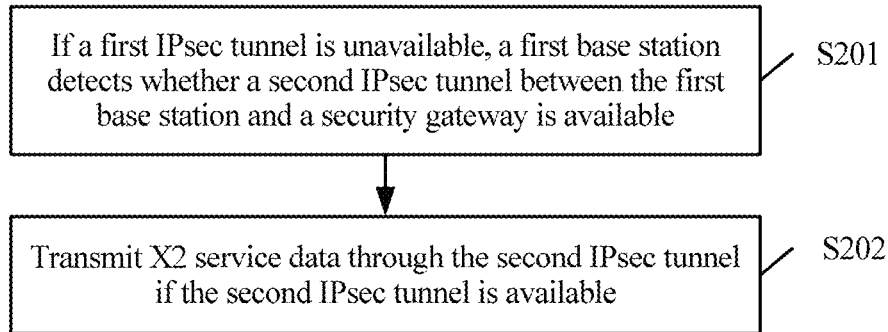 If a first IPsec tunnel is unavailable, a first base station
detects whether a second IPsec tunnel between the first
base station and a security gateway is available
S201
Transmit X2 service data through the second IPsec tunnel
if the second IPsec tunnel is available
S202